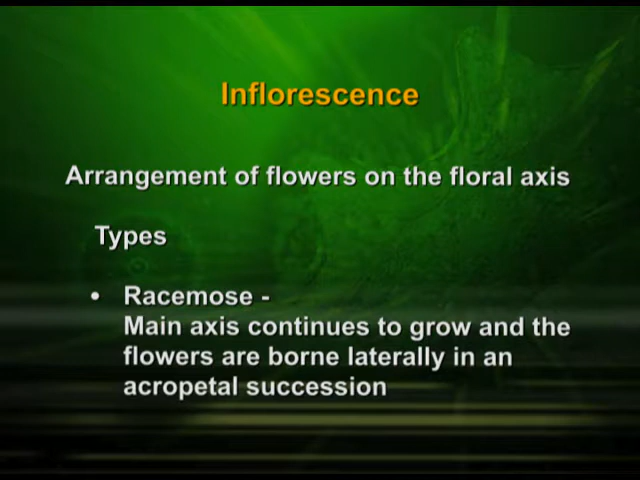 Inflorescence
Arrangement of flowers on the floral axis
Types
• Racemose -
Main axis continues to grow and the
flowers are borne laterally in an
acropetal succession